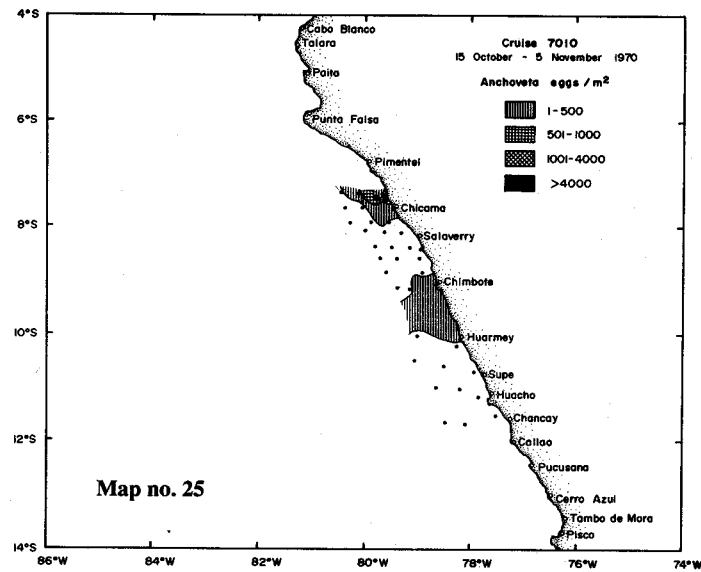 4°S
6°S
8°S
10°S
12°S
14°S
86°W
84°W
82°W
80°W
78°W
76°W
74°W
Cabo Blanco
Talara
Paita
Punta Falsa
Pimentel
Chicama
Salaverry
Chimbote
Huarmey
Supe
Huacho
Chancay
Callao
Pucusana
Cerro Azul
Tambo de Mora
Pisco
Cruise 7010
15 October - 5 November 1970
Anchoveta eggs / m²
1-500
501-1000
1001-4000
>4000
Map no. 25